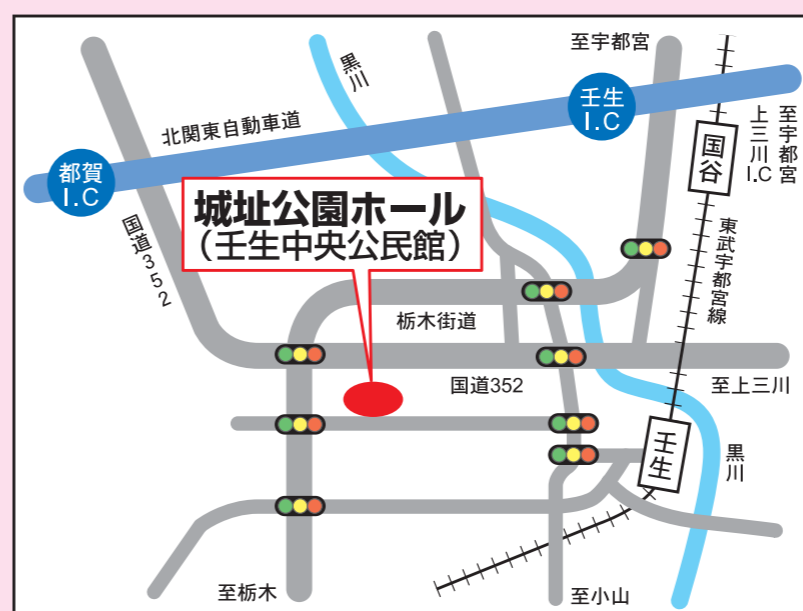 至宇都宮
黒川
壬生
I.C
北関東自動車道
都賀
I.C
国谷
至宇都宮
上三川I.C
国道352
城址公園ホール
（壬生中央公民館）
東武宇都宮線
栃木街道
国道352
至上三川
壬生
黒川
至栃木
至小山